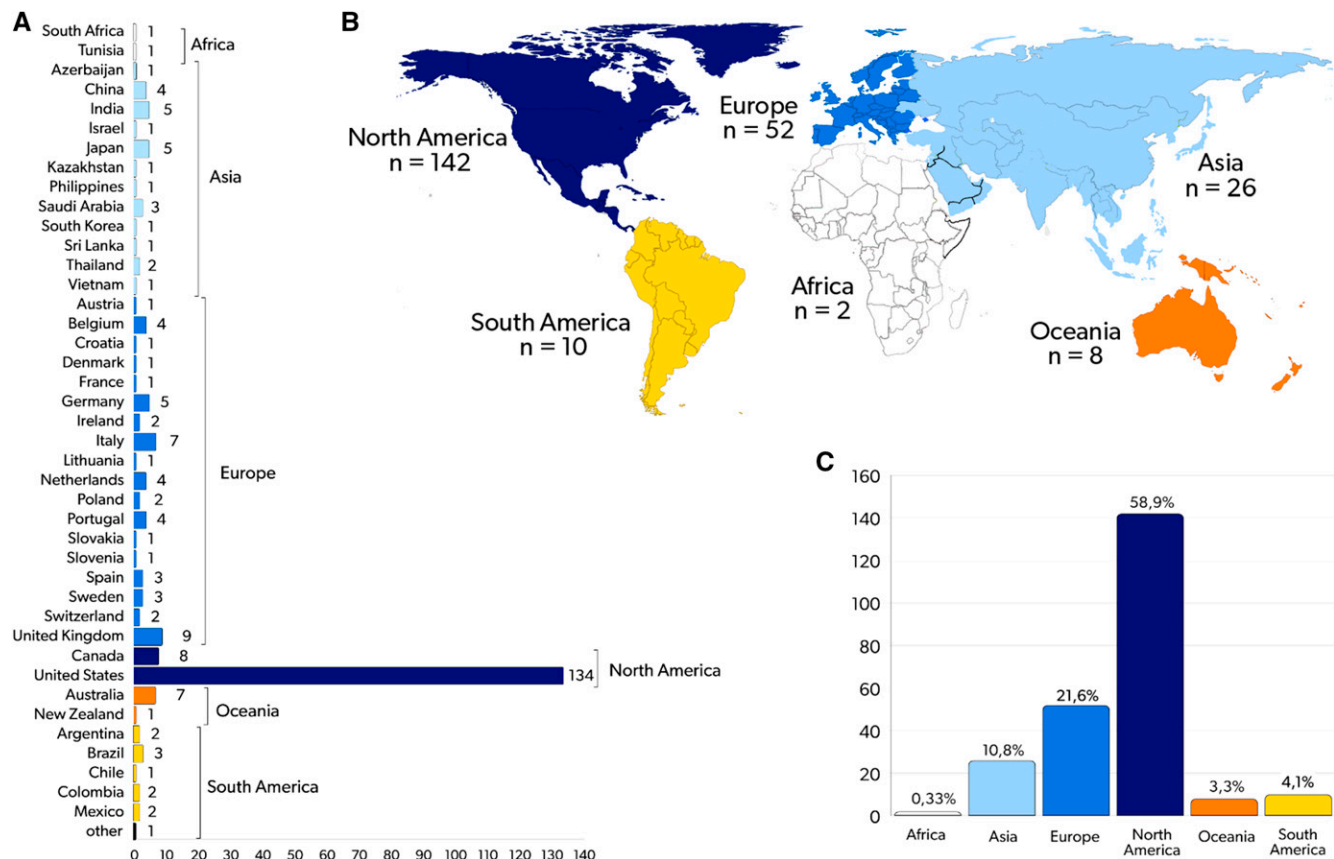 A
South Africa 1
Tunisia 1
Africa
Azerbaijan 1
China 4
India 5
Israel 1
Japan 5
Kazakhstan 1
Philippines 1
Saudi Arabia 3
South Korea 1
Sri Lanka 1
Thailand 2
Vietnam 1
Asia
Austria 1
Belgium 4
Croatia 1
Denmark 1
France 1
Germany 5
Ireland 2
Italy 7
Lithuania 1
Netherlands 4
Poland 2
Portugal 4
Slovakia 1
Slovenia 1
Spain 3
Sweden 3
Switzerland 2
United Kingdom 9
Europe
Canada 8
United States 134
North America
Australia 7
New Zealand 1
Oceania
Argentina 2
Brazil 3
Chile 1
Colombia 2
Mexico 2
other 1
South America
0 10 20 30 40 50 60 70 80 90 100 110 120 130 140
B
North America
n = 142
Europe
n = 52
Asia
n = 26
Africa
n = 2
South America
n = 10
Oceania
n = 8
C
160
140
120
100
80
60
40
20
0
0,33%
10,8%
21,6%
58,9%
3,3%
4,1%
Africa
Asia
Europe
North
America
Oceania
South
America